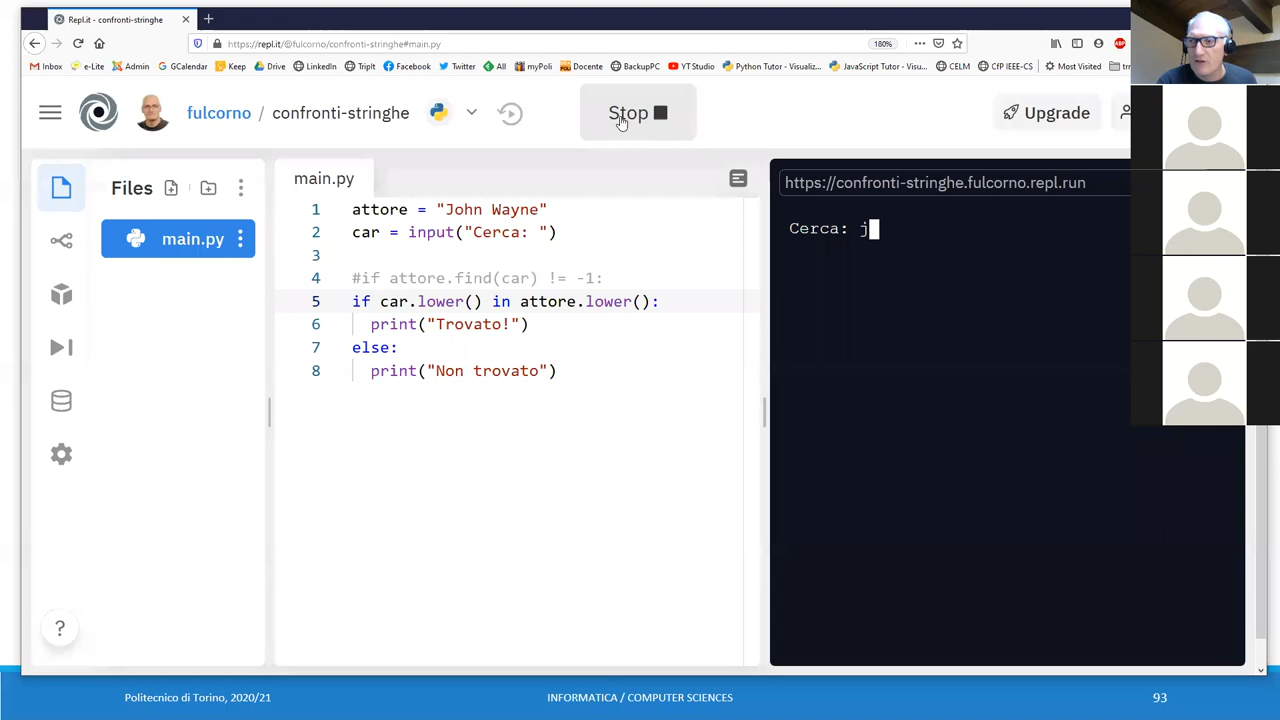 Repl.it - confronti-stringhe
https://repl.it/@fulcorno/confronti-stringhe#main.py
180%
Inbox
e-Lite
Admin
GCalendar
Keep
Drive
LinkedIn
TripIt
Facebook
Twitter
All
myPoli
Docente
BackupPC
YT Studio
Python Tutor - Visualiz...
JavaScript Tutor - Visu...
CELM
CfP IEEE-CS
Most Visited
fulcorno / confronti-stringhe
Stop
Upgrade
Files
main.py
main.py
1 attore = "John Wayne"
2 car = input("Cerca: ")
3
4 #if attore.find(car) != -1:
5 if car.lower() in attore.lower():
6 print("Trovato!")
7 else:
8 print("Non trovato")
https://confronti-stringhe.fulcorno.repl.run
Cerca: j
?
Politecnico di Torino, 2020/21
INFORMATICA / COMPUTER SCIENCES
93